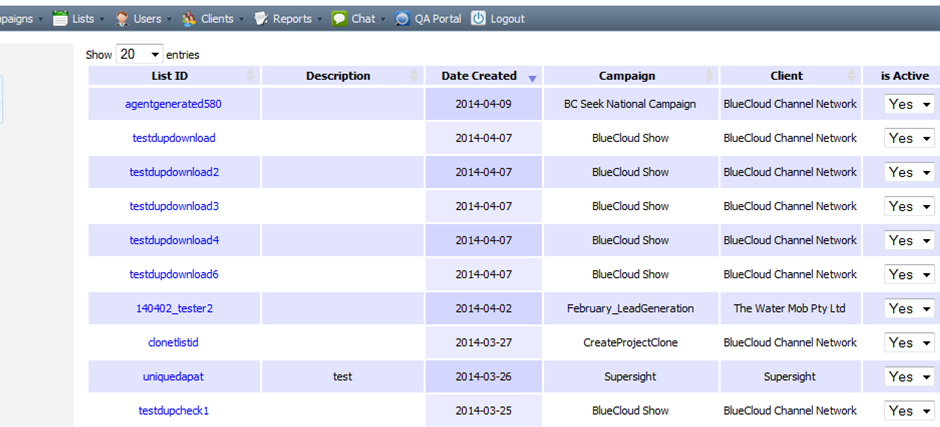 paigns Lists Users Clients Reports Chat QA Portal Logout
Show 20 entries
List ID Description Date Created Campaign Client is Active
agentgenerated580 2014-04-09 BC Seek National Campaign BlueCloud Channel Network Yes
testdupdownload 2014-04-07 BlueCloud Show BlueCloud Channel Network Yes
testdupdownload2 2014-04-07 BlueCloud Show BlueCloud Channel Network Yes
testdupdownload3 2014-04-07 BlueCloud Show BlueCloud Channel Network Yes
testdupdownload4 2014-04-07 BlueCloud Show BlueCloud Channel Network Yes
testdupdownload6 2014-04-07 BlueCloud Show BlueCloud Channel Network Yes
140402_tester2 2014-04-02 February_LeadGeneration The Water Mob Pty Ltd Yes
clonetlistid 2014-03-27 CreateProjectClone BlueCloud Channel Network Yes
uniquedapat test 2014-03-26 Supersight Supersight Yes
testdupcheck1 2014-03-25 BlueCloud Show BlueCloud Channel Network Yes